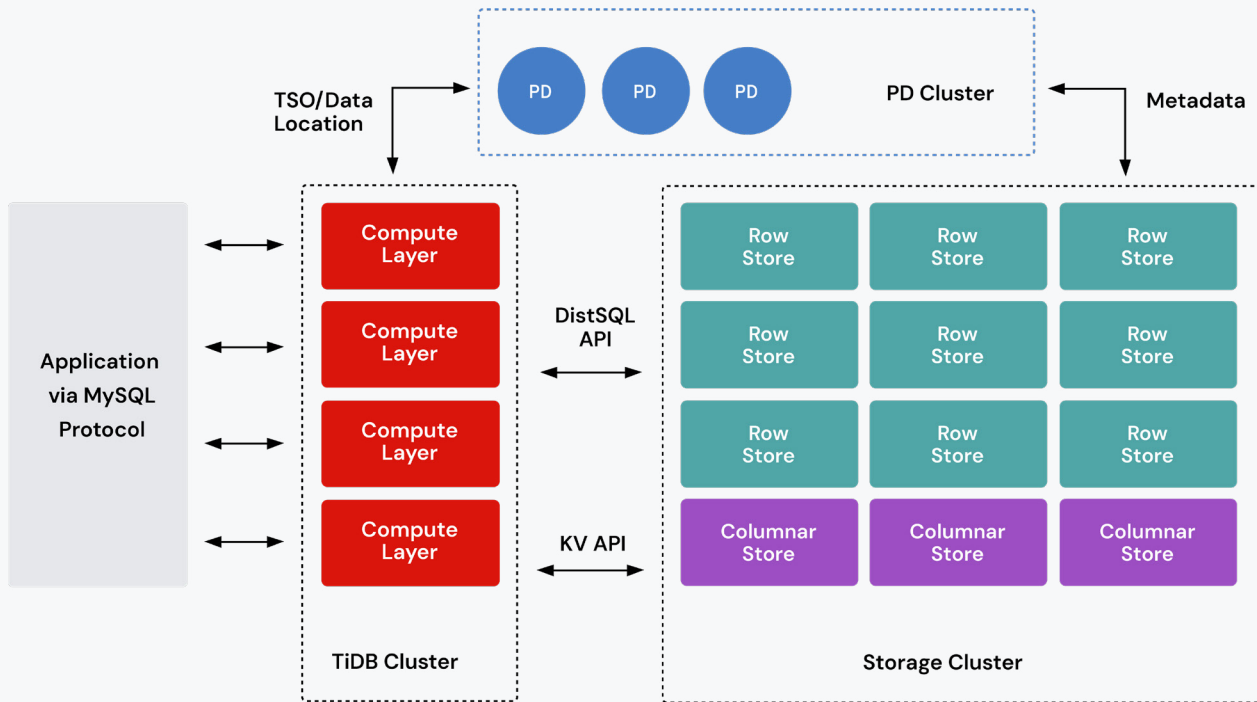 PD
PD
PD
PD Cluster
TSO/Data
Location
Metadata
Application
via MySQL
Protocol
Compute
Layer
Compute
Layer
Compute
Layer
Compute
Layer
TiDB Cluster
DistSQL
API
KV API
Row
Store
Row
Store
Row
Store
Row
Store
Row
Store
Row
Store
Row
Store
Row
Store
Row
Store
Columnar
Store
Columnar
Store
Columnar
Store
Storage Cluster